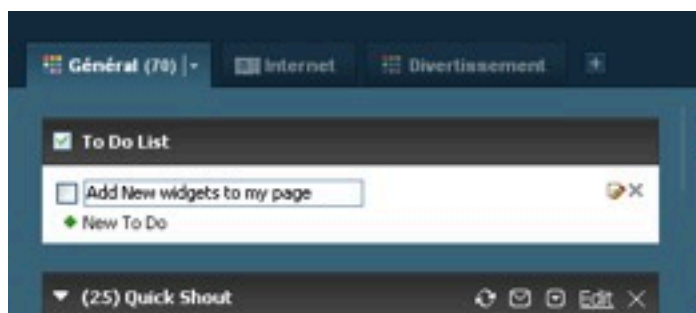 Général (70) Internet Divertissement
To Do List
Add New widgets to my page
New To Do
(25) Quick Shout Edit